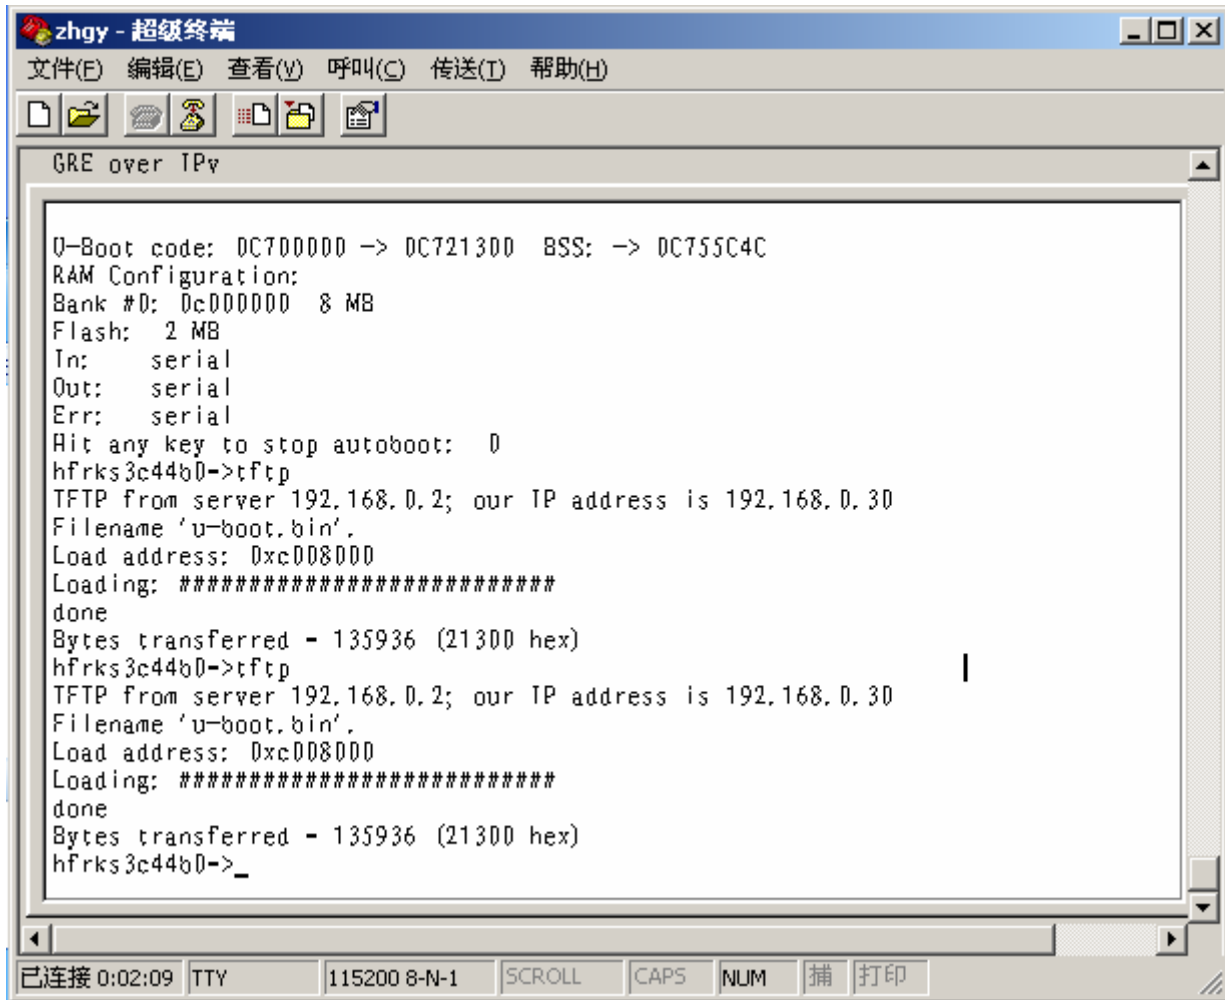 zhgy - 超级终端
文件(F) 编辑(E) 查看(V) 呼叫(C) 传送(T) 帮助(H)
GRE over IPv
U-Boot code: 0C700000 -> 0C721300  BSS: -> 0C755C4C
RAM Configuration:
Bank #0: 0c000000  8 MB
Flash:  2 MB
In:    serial
Out:   serial
Err:   serial
Hit any key to stop autoboot:  0
hfrks3c44b0->tftp
TFTP from server 192.168.0.2; our IP address is 192.168.0.30
Filename 'u-boot.bin'.
Load address: 0xc008000
Loading: ###########################
done
Bytes transferred = 135936 (21300 hex)
hfrks3c44b0->tftp
TFTP from server 192.168.0.2; our IP address is 192.168.0.30
Filename 'u-boot.bin'.
Load address: 0xc008000
Loading: ###########################
done
Bytes transferred = 135936 (21300 hex)
hfrks3c44b0->_
已连接 0:02:09 TTY 115200 8-N-1 SCROLL CAPS NUM 捕 打印